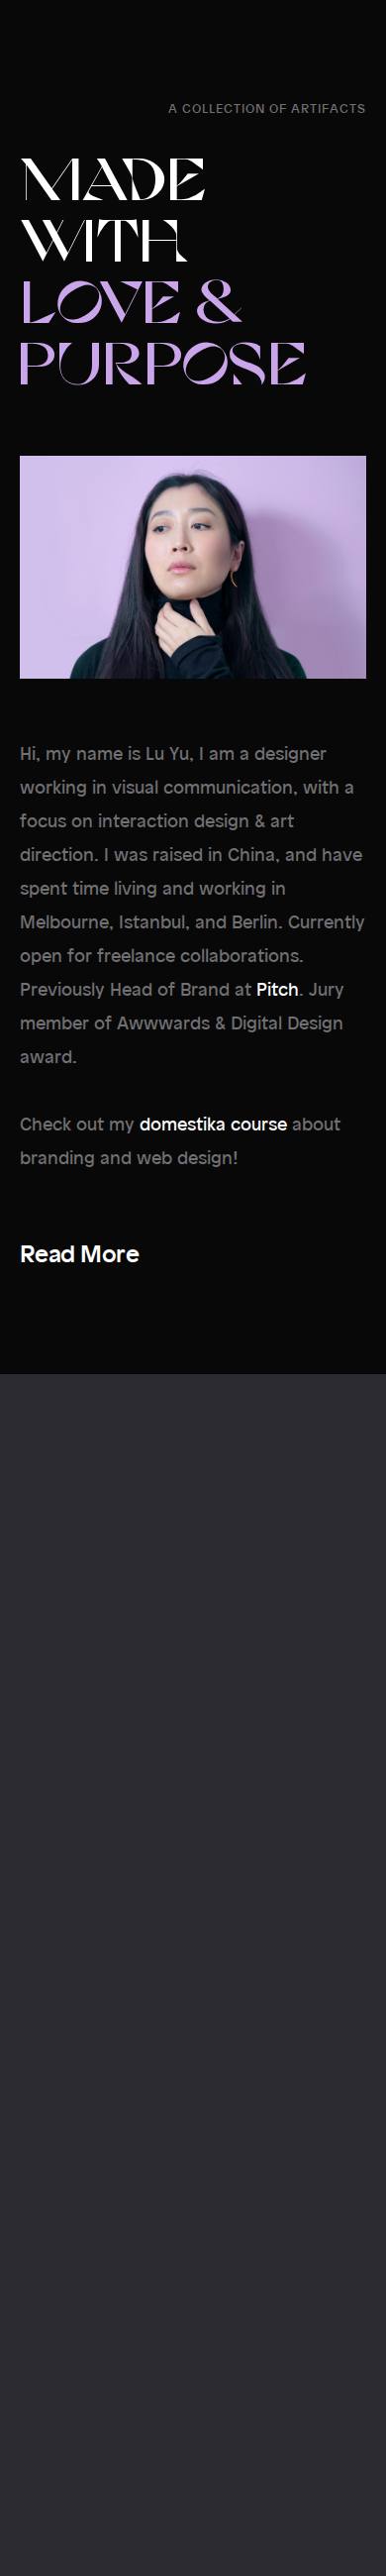 A COLLECTION OF ARTIFACTS
MADE
WITH
LOVE &
PURPOSE
Hi, my name is Lu Yu, I am a designer
working in visual communication, with a
focus on interaction design & art
direction. I was raised in China, and have
spent time living and working in
Melbourne, Istanbul, and Berlin. Currently
open for freelance collaborations.
Previously Head of Brand at Pitch. Jury
member of Awwwards & Digital Design
award.
Check out my domestika course about
branding and web design!
Read More